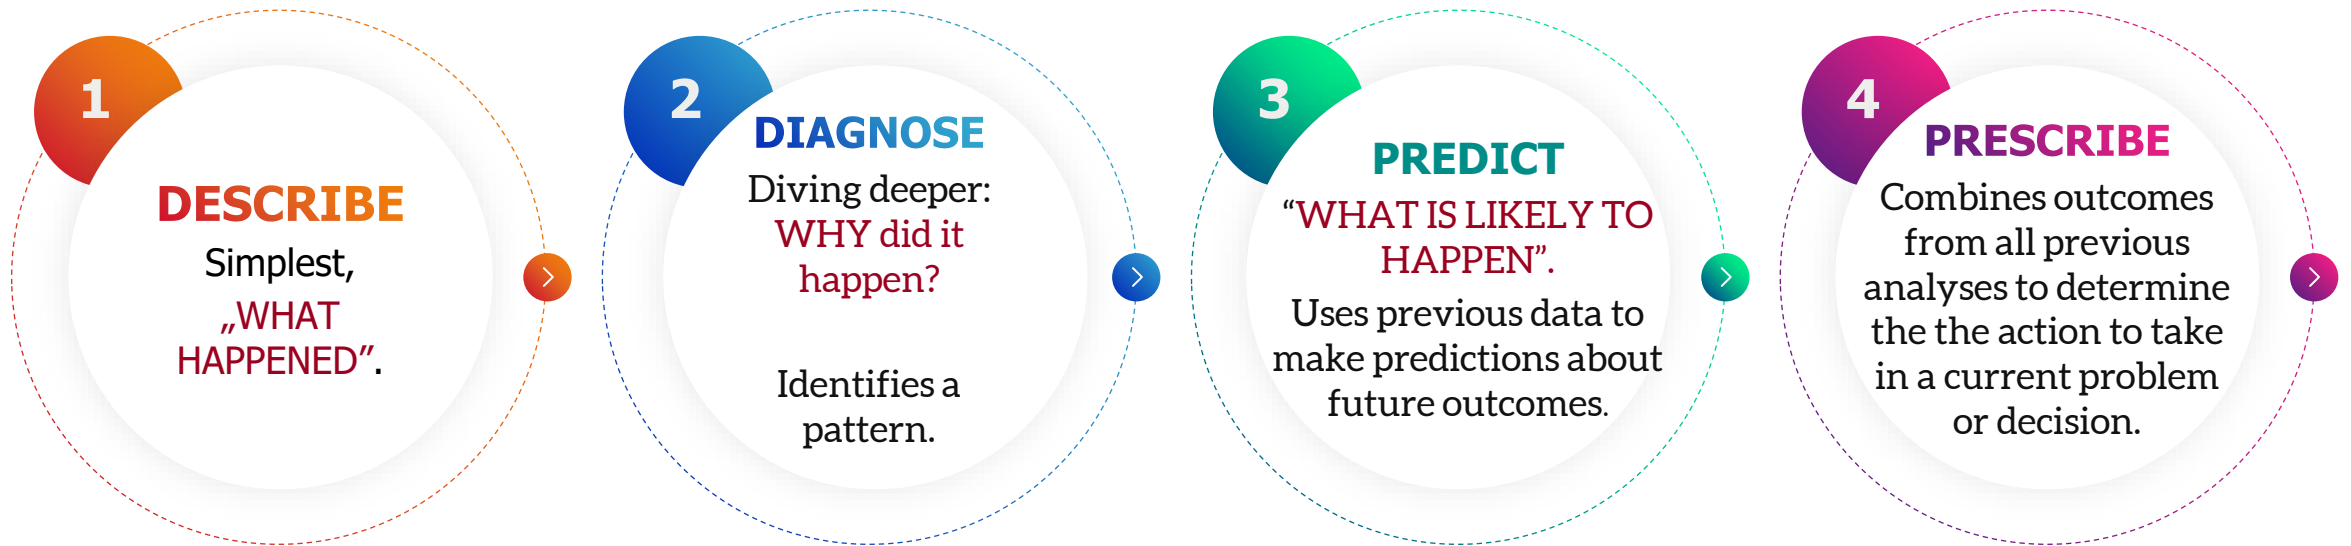 1
DESCRIBE
Simplest,
„WHAT
HAPPENED”.
2
DIAGNOSE
Diving deeper:
WHY did it
happen?
Identifies a
pattern.
3
PREDICT
“WHAT IS LIKELY TO
HAPPEN”.
Uses previous data to
make predictions about
future outcomes.
4
PRESCRIBE
Combines outcomes
from all previous
analyses to determine
the the action to take
in a current problem
or decision.